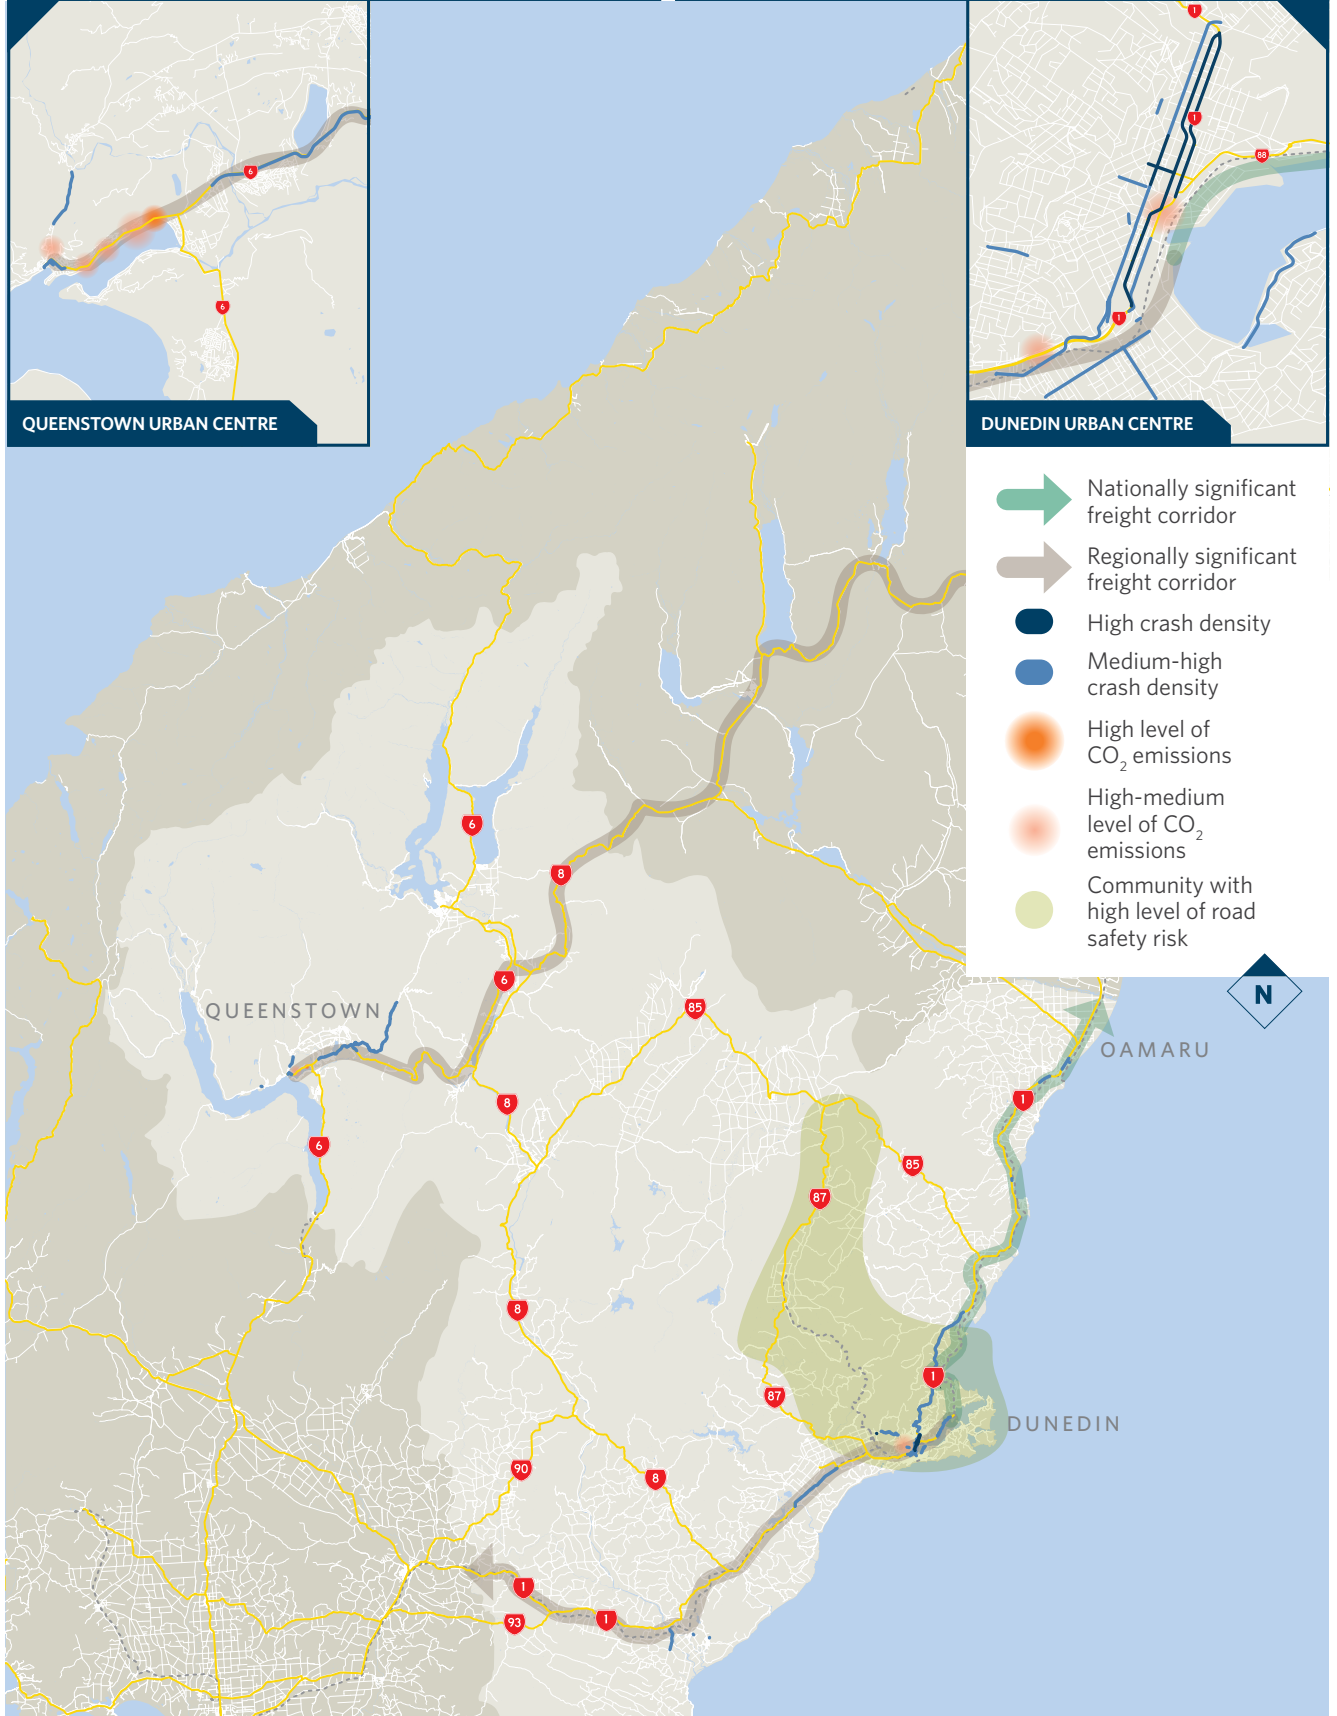 1
1
88
6
6
1
QUEENSTOWN URBAN CENTRE
DUNEDIN URBAN CENTRE
Nationally significant
freight corridor
Regionally significant
freight corridor
High crash density
Medium-high
crash density
High level of
CO2 emissions
High-medium
level of CO2
emissions
Community with
high level of road
safety risk
6
8
6
N
85
QUEENSTOWN
OAMARU
8
1
6
85
87
8
1
87
DUNEDIN
90
8
1
93
1